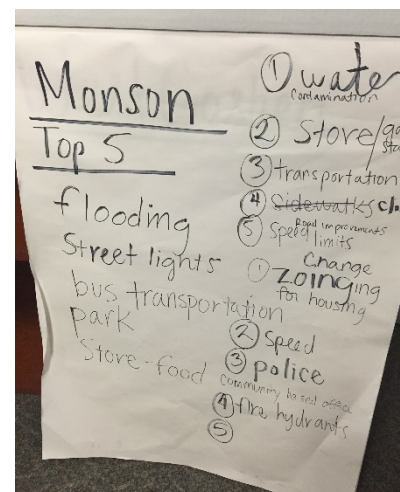 Monson
Top 5
flooding
Street lights
bus transportation
park
Store-food
① water
contamination
② Store/
③ transportation
④ Sidewalks
Road improvements
⑤ Speed limits
① Change
zoinging
for housing
② Speed
③ police
community based
④ fire hydrants
⑤